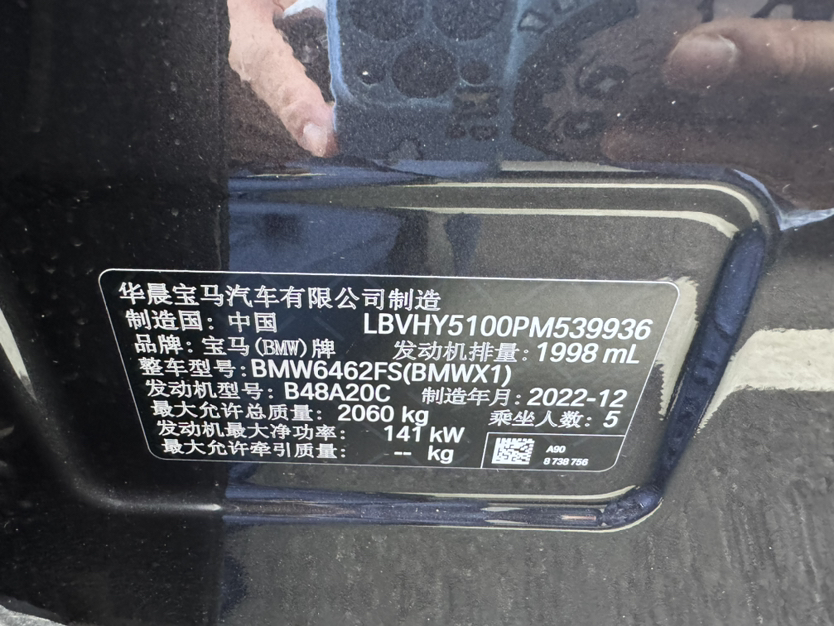 华晨宝马汽车有限公司制造
制造国: 中国 LBVHY5100PM539936
品牌: 宝马(BMW)牌 发动机排量: 1998 mL
整车型号: BMW6462FS(BMWX1)
发动机型号: B48A20C 制造年月: 2022-12
最大允许总质量: 2060 kg 乘坐人数: 5
发动机最大净功率: 141 kW
最大允许牵引质量: -- kg
A90
8 738 756